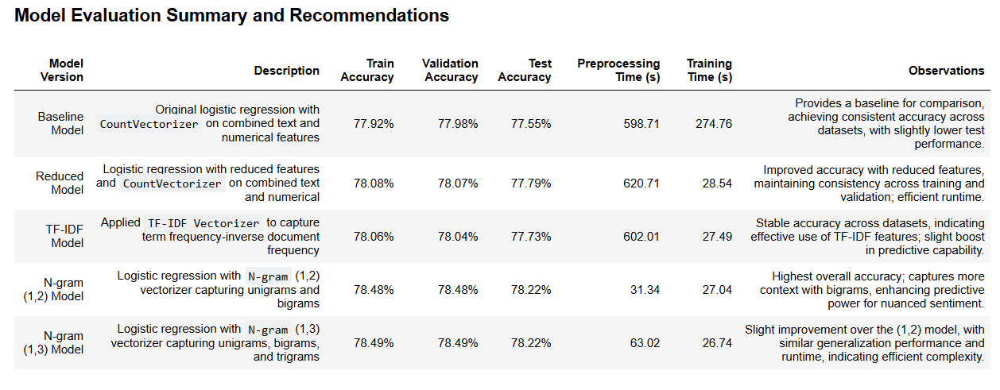 Model Evaluation Summary and Recommendations
Model Version Description Train Accuracy Validation Accuracy Test Accuracy Preprocessing Time (s) Training Time (s) Observations
Baseline Model Original logistic regression with CountVectorizer on combined text and numerical features 77.92% 77.98% 77.55% 598.71 274.76 Provides a baseline for comparison, achieving consistent accuracy across datasets, with slightly lower test performance.
Reduced Model Logistic regression with reduced features and CountVectorizer on combined text and numerical 78.08% 78.07% 77.79% 620.71 28.54 Improved accuracy with reduced features, maintaining consistency across training and validation; efficient runtime.
TF-IDF Model Applied TF-IDF Vectorizer to capture term frequency-inverse document frequency 78.06% 78.04% 77.73% 602.01 27.49 Stable accuracy across datasets, indicating effective use of TF-IDF features; slight boost in predictive capability.
N-gram (1,2) Model Logistic regression with N-gram (1,2) vectorizer capturing unigrams and bigrams 78.48% 78.48% 78.22% 31.34 27.04 Highest overall accuracy; captures more context with bigrams, enhancing predictive power for nuanced sentiment.
N-gram (1,3) Model Logistic regression with N-gram (1,3) vectorizer capturing unigrams, bigrams, and trigrams 78.49% 78.49% 78.22% 63.02 26.74 Slight improvement over the (1,2) model, with similar generalization performance and runtime, indicating efficient complexity.